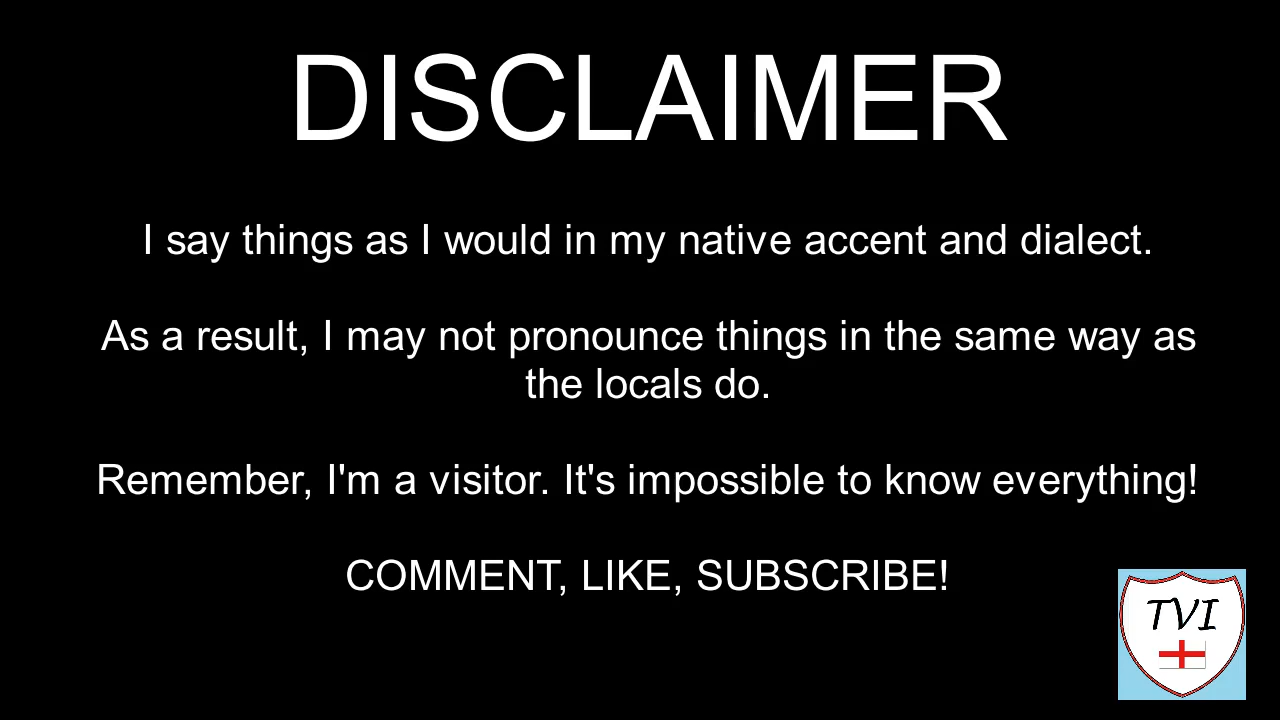 DISCLAIMER
I say things as I would in my native accent and dialect.
As a result, I may not pronounce things in the same way as
the locals do.
Remember, I'm a visitor. It's impossible to know everything!
COMMENT, LIKE, SUBSCRIBE!
TVI